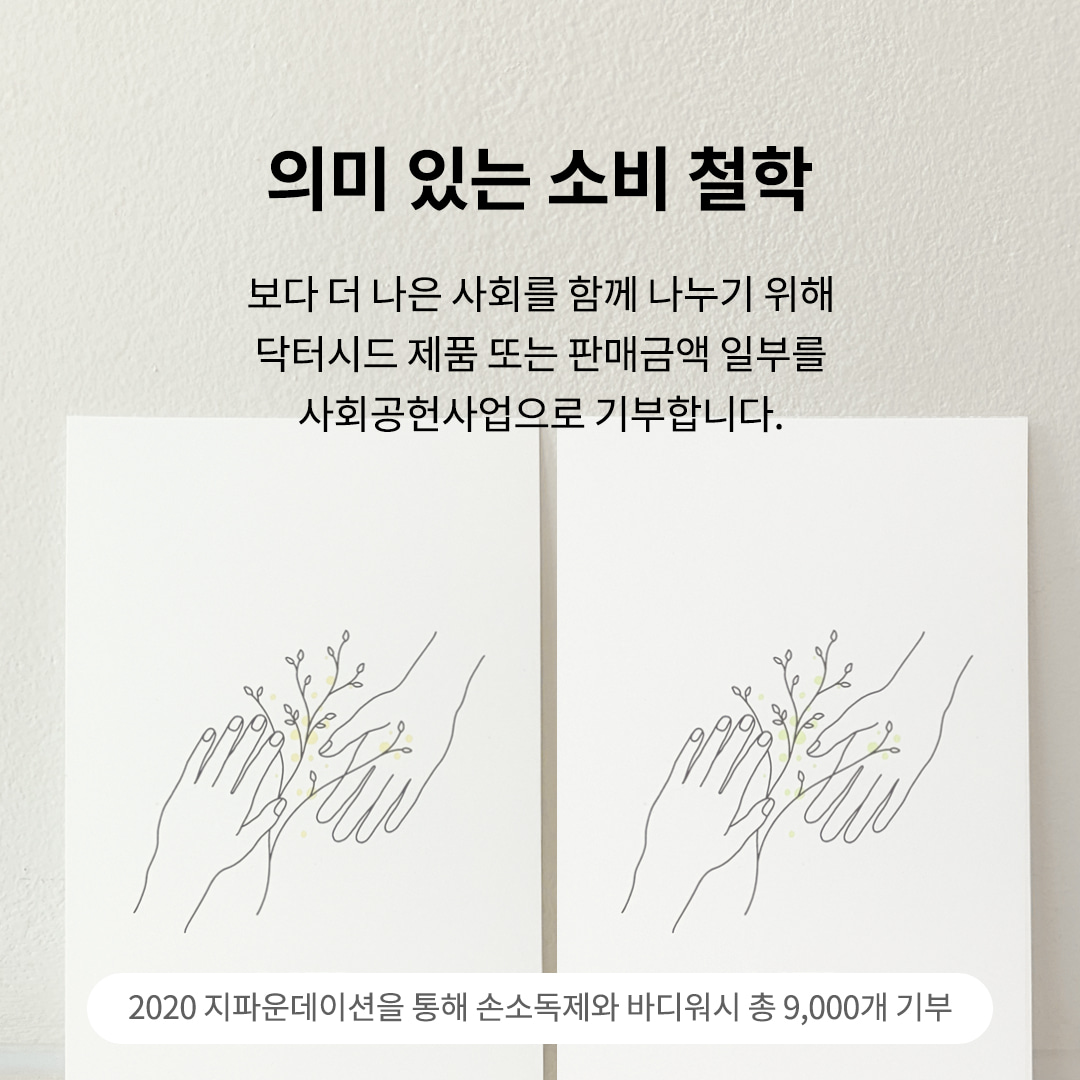 의미 있는 소비 철학
보다 더 나은 사회를 함께 나누기 위해
닥터시드 제품 또는 판매금액 일부를
사회공헌사업으로 기부합니다.
2020 지파운데이션을 통해 손소독제와 바디워시 총 9,000개 기부